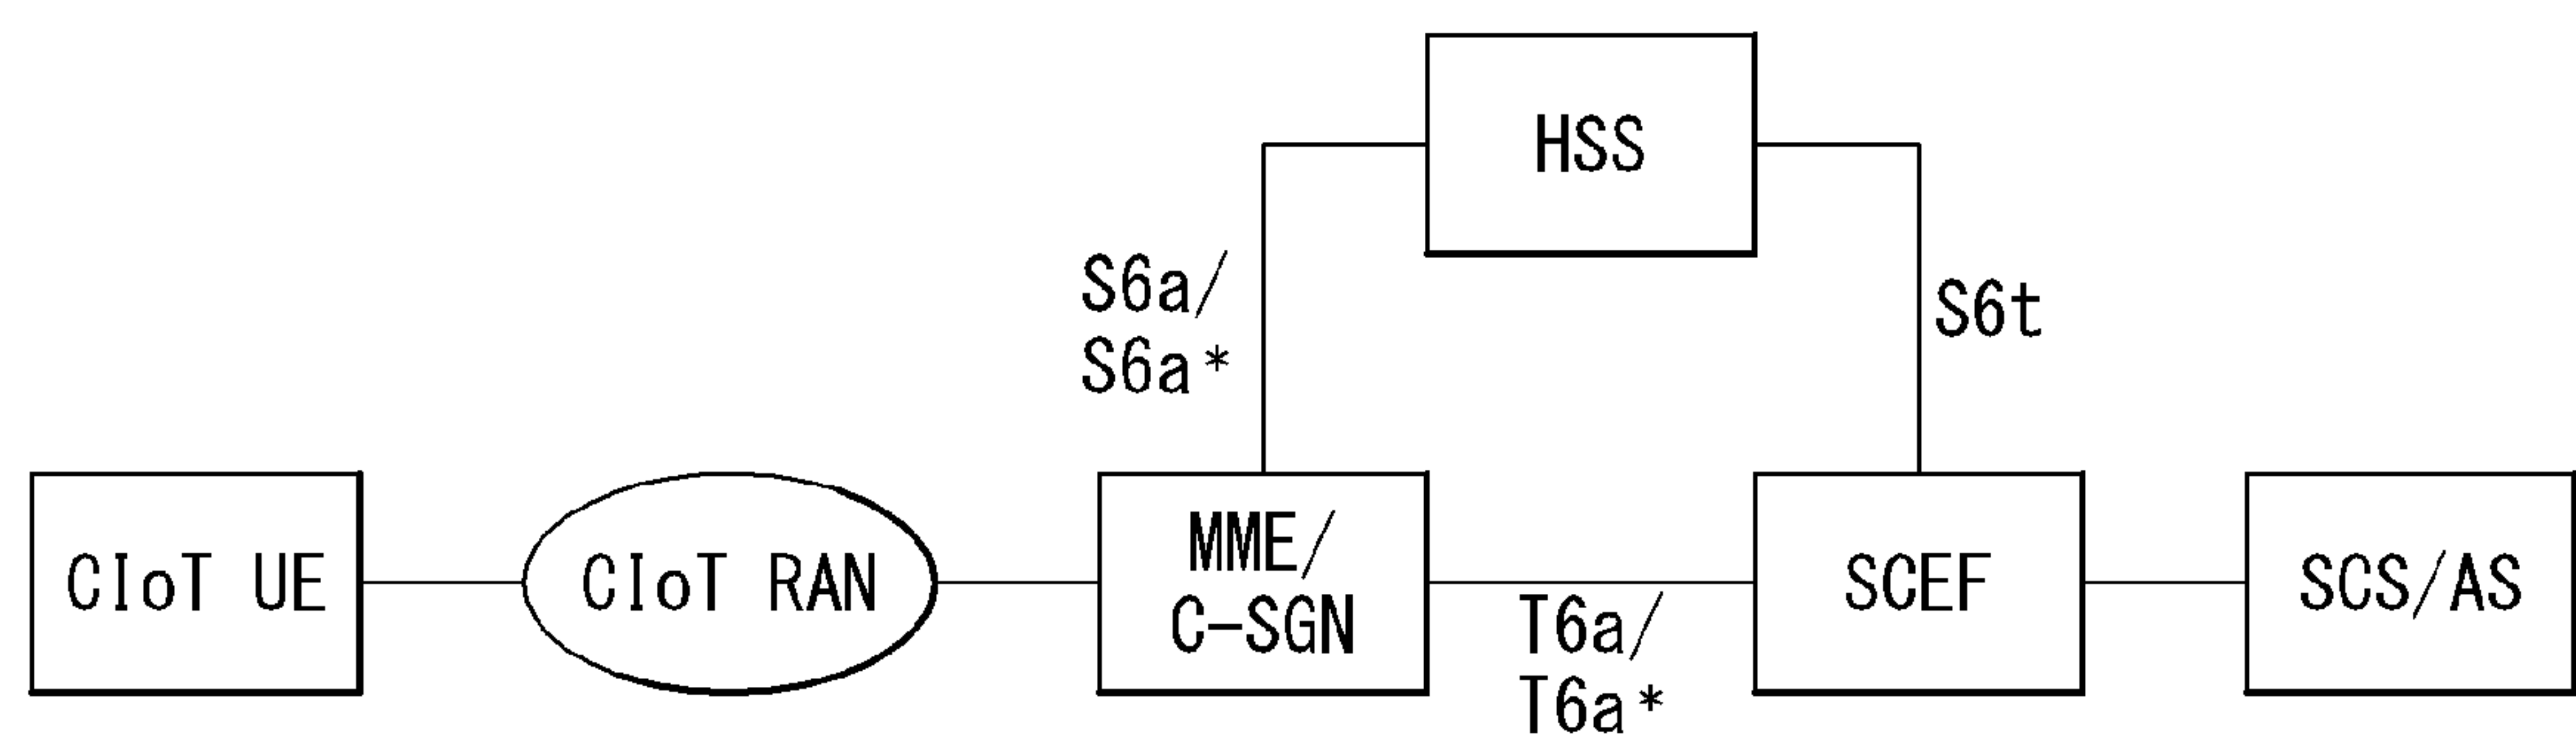 HSS
S6a/
S6a*
S6t
CIoT UE
CIoT RAN
MME/
C-SGN
T6a/
T6a*
SCEF
SCS/AS